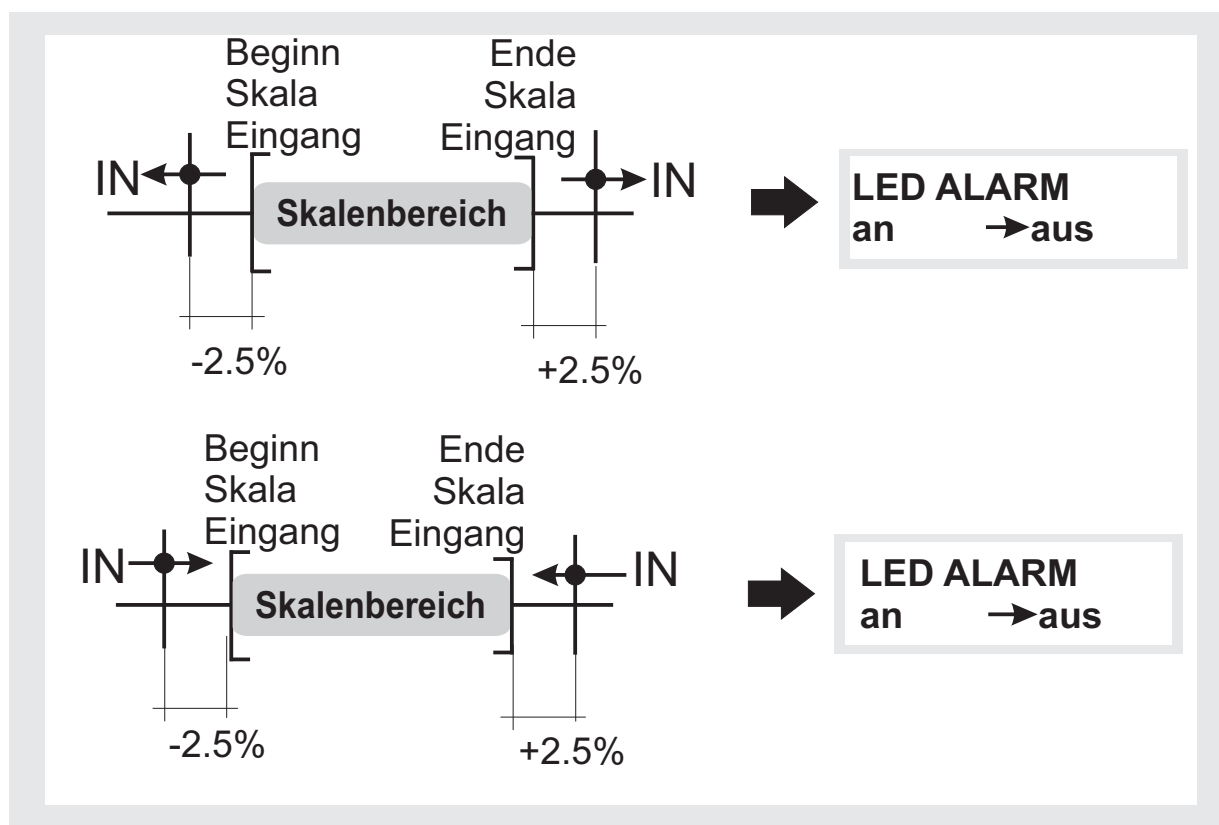 Beginn
Skala
Eingang
Ende
Skala
Eingang
IN
IN
Skalenbereich
-2.5%
+2.5%
LED ALARM
an aus
Beginn
Skala
Eingang
Ende
Skala
Eingang
IN
IN
Skalenbereich
-2.5%
+2.5%
LED ALARM
an aus